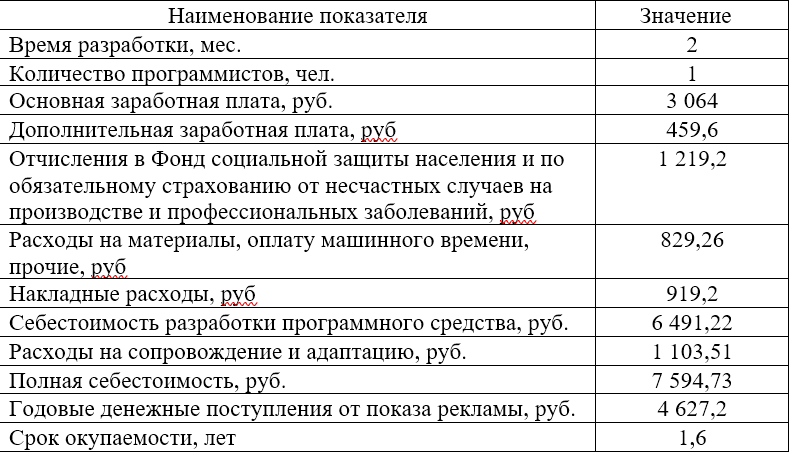 Наименование показателя Значение
Время разработки, мес. 2
Количество программистов, чел. 1
Основная заработная плата, руб. 3 064
Дополнительная заработная плата, руб 459,6
Отчисления в Фонд социальной защиты населения и по 1 219,2
обязательному страхованию от несчастных случаев на
производстве и профессиональных заболеваний, руб
Расходы на материалы, оплату машинного времени, 829,26
прочие, руб
Накладные расходы, руб 919,2
Себестоимость разработки программного средства, руб. 6 491,22
Расходы на сопровождение и адаптацию, руб. 1 103,51
Полная себестоимость, руб. 7 594,73
Годовые денежные поступления от показа рекламы, руб. 4 627,2
Срок окупаемости, лет 1,6